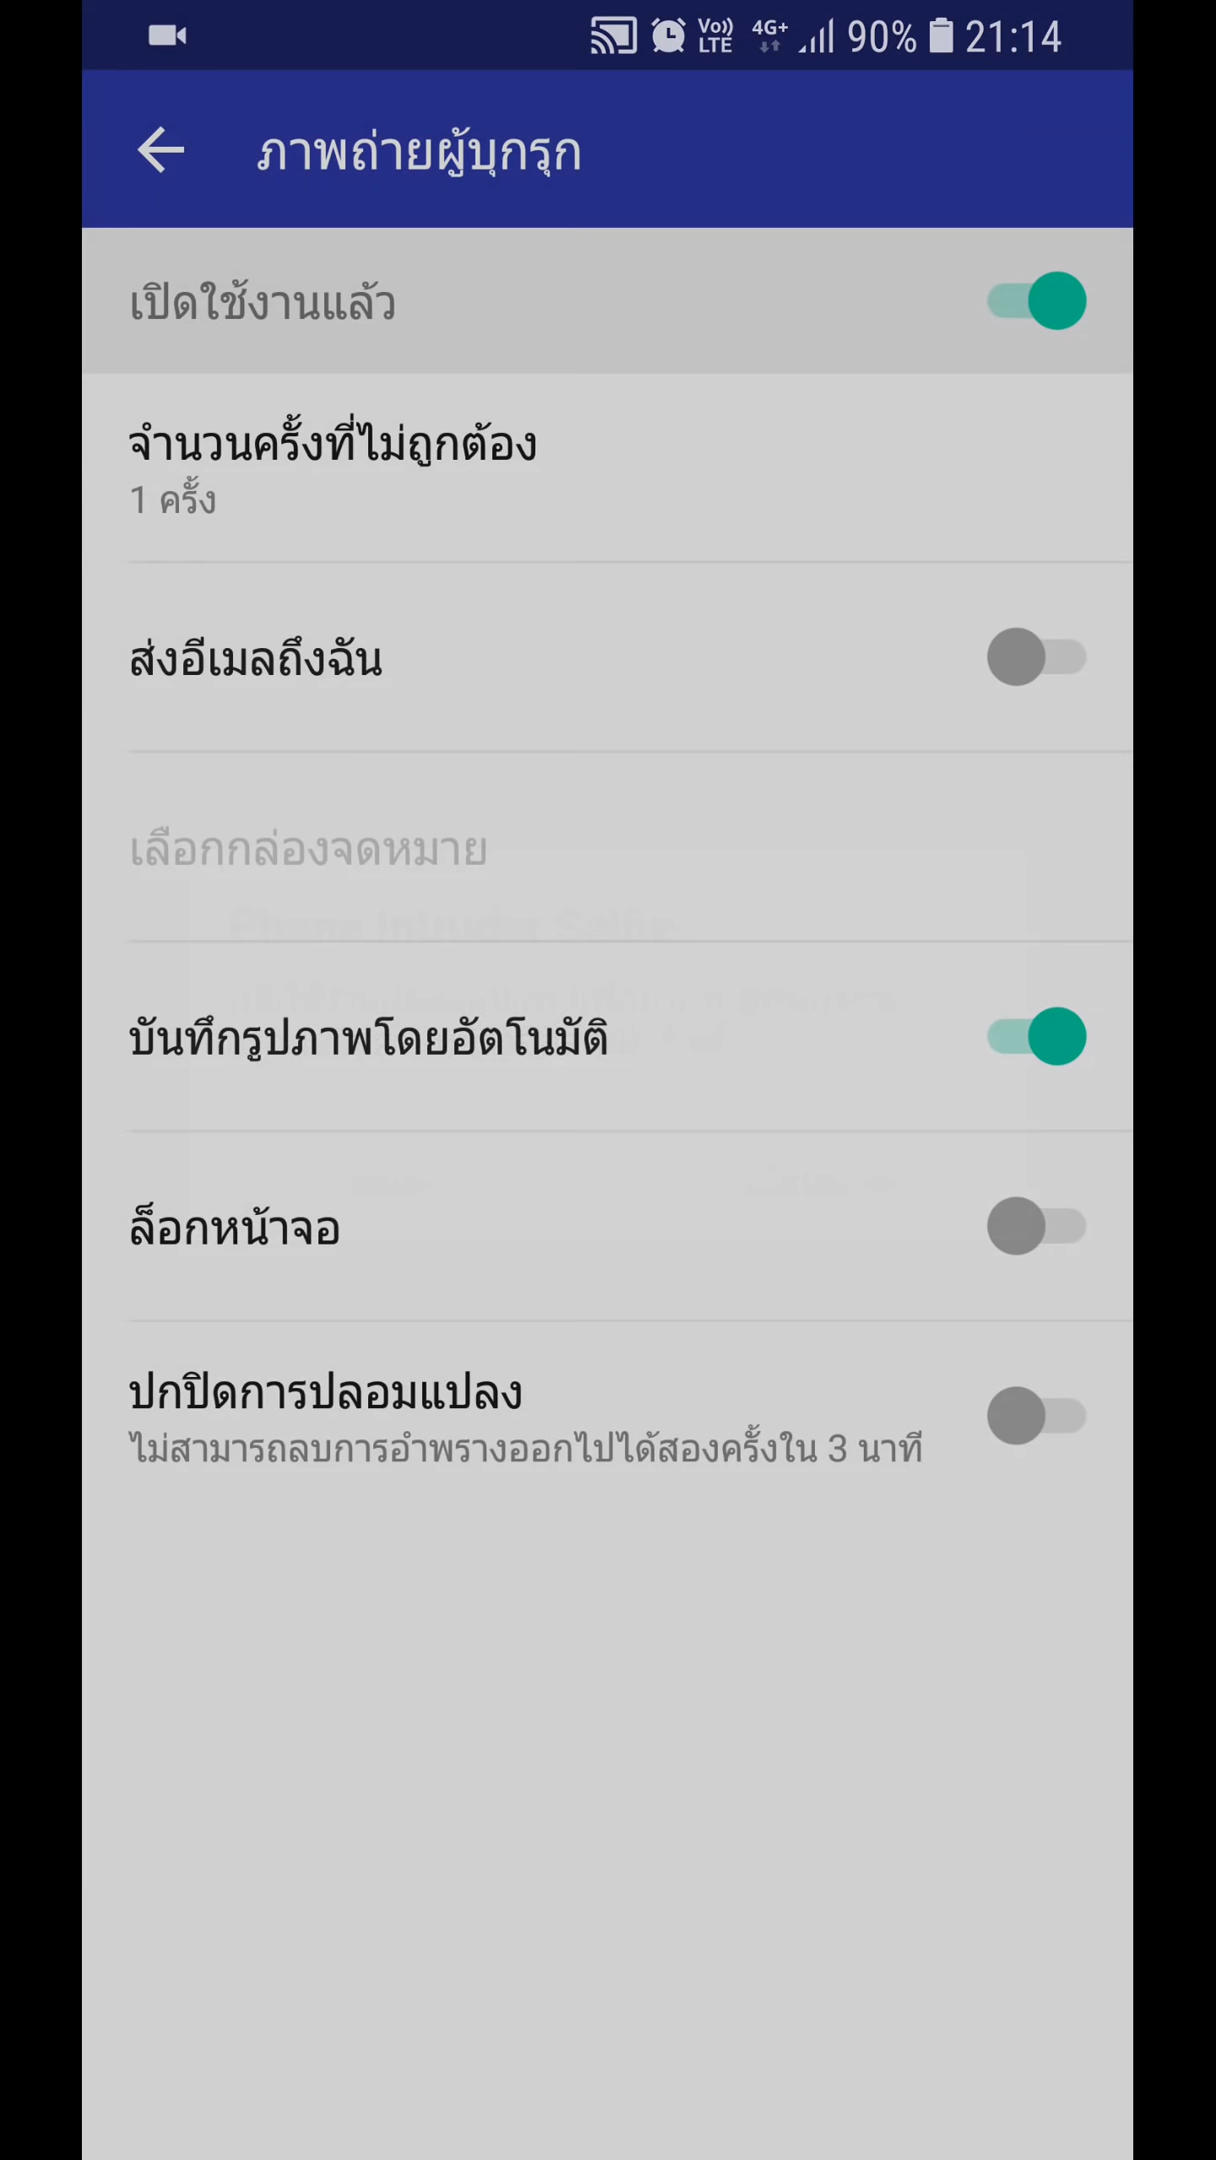 Vo)) LTE 4G+ 90% 21:14
ภาพถ่ายผู้บุกรุก
เปิดใช้งานแล้ว
จำนวนครั้งที่ไม่ถูกต้อง
1 ครั้ง
ส่งอีเมลถึงฉัน
เลือกกล่องจดหมาย
Phone Intruder Selfie
บันทึกรูปภาพโดยอัตโนมัติ
ล็อกหน้าจอ
ปกปิดการปลอมแปลง
ไม่สามารถลบการอำพรางออกไปได้สองครั้งใน 3 นาที